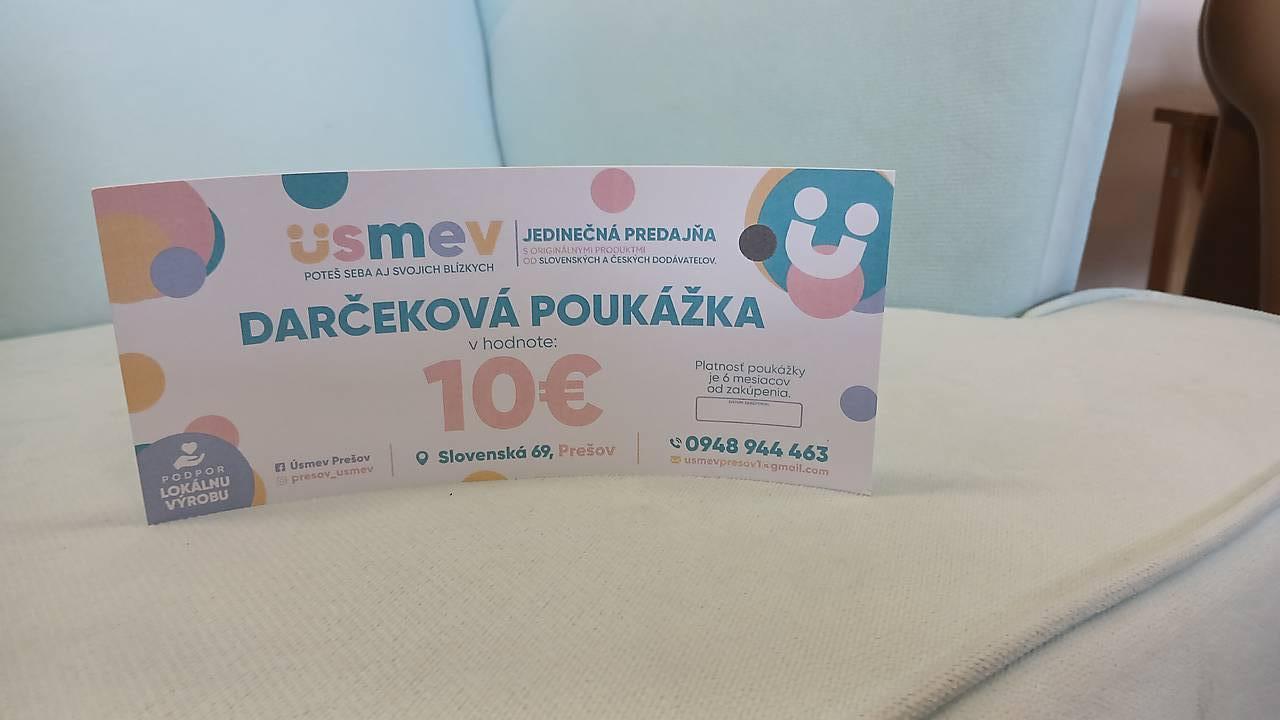 úsmev
POTEŠ SEBA AJ SVOJICH BLÍZKYCH
JEDINEČNÁ PREDAJŇA
S ORIGINÁLNYMI PRODUKTMI
OD SLOVENSKÝCH A ČESKÝCH DODÁVATEĽOV.
DARČEKOVÁ POUKÁŽKA
v hodnote:
10€
Platnosť poukážky
je 6 mesiacov
od zakúpenia.
PODPOR
LOKÁLNU
VÝROBU
Úsmev Prešov
presov_usmev
Slovenská 69, Prešov
0948 944 463
usmevpresov1@gmail.com